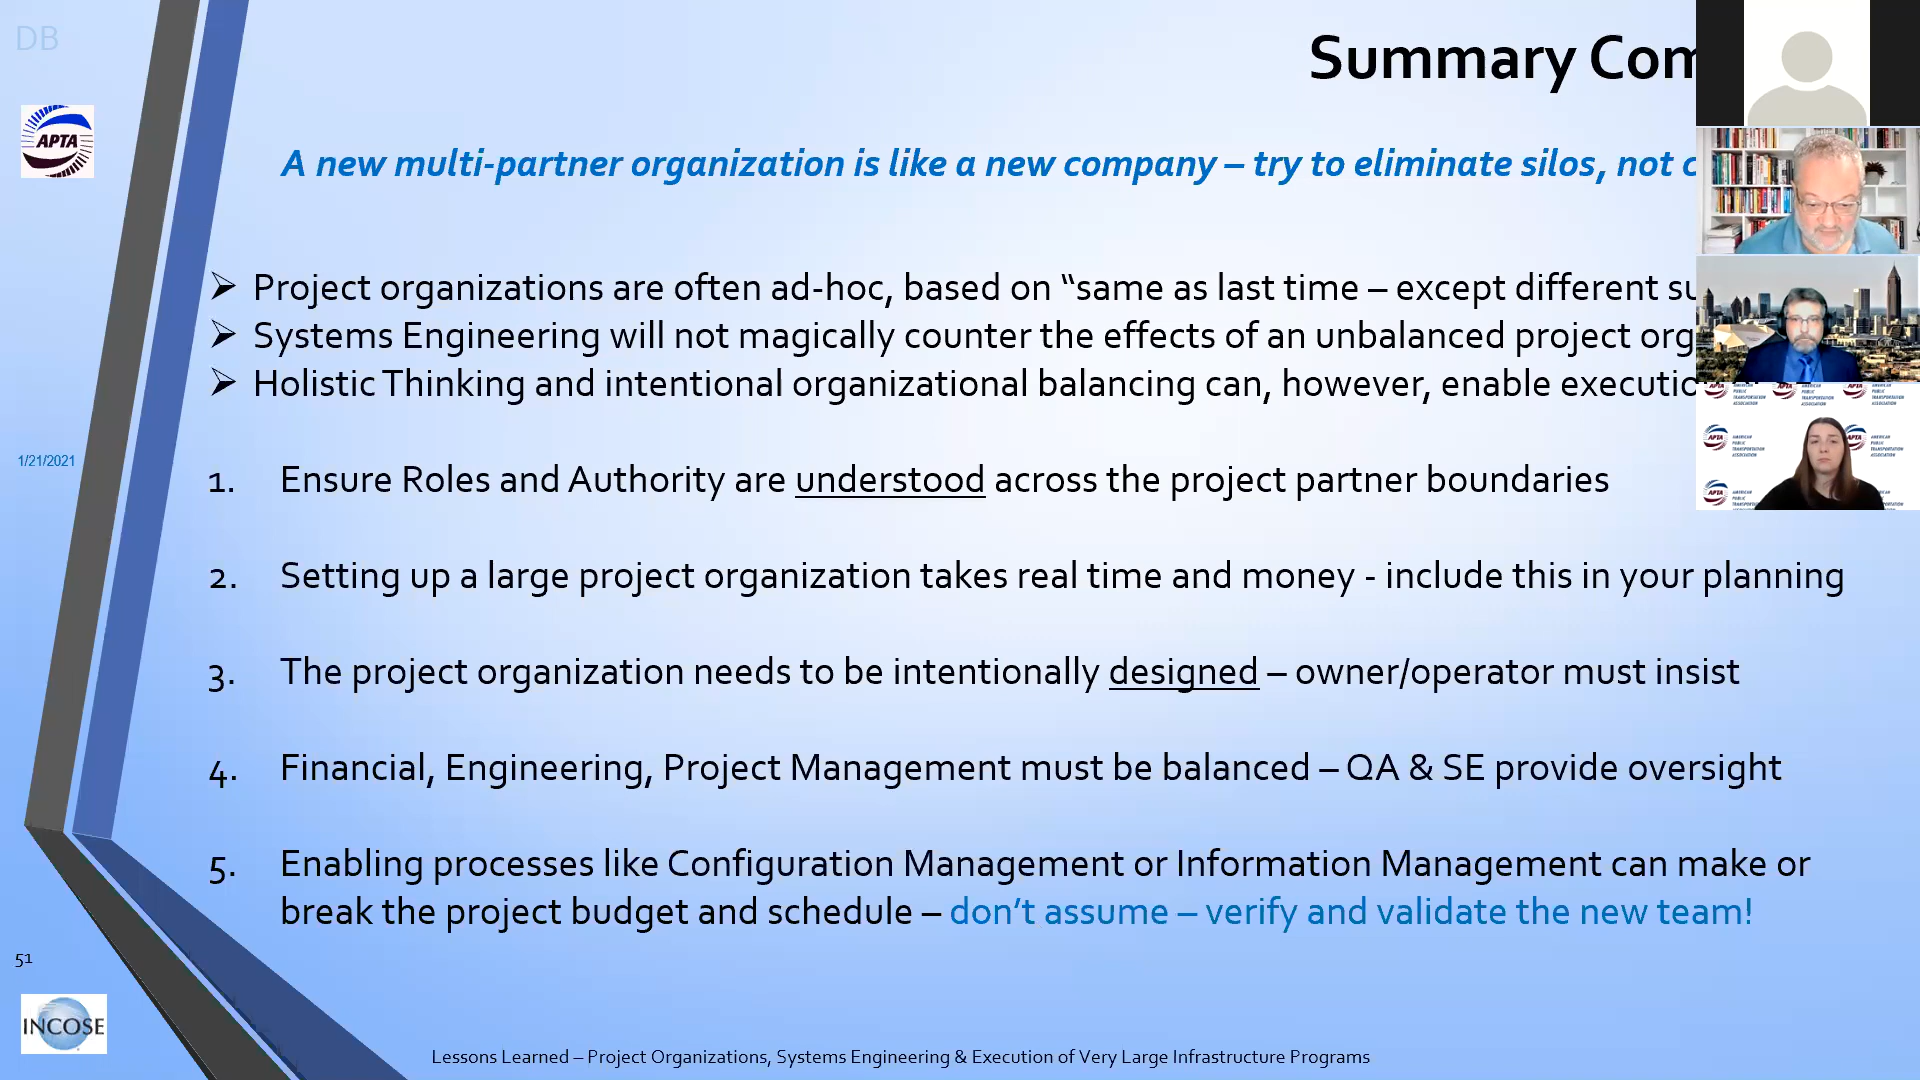 DB
Summary Com
APTA
A new multi-partner organization is like a new company – try to eliminate silos, not c
➢ Project organizations are often ad-hoc, based on “same as last time – except different su
➢ Systems Engineering will not magically counter the effects of an unbalanced project org
➢ Holistic Thinking and intentional organizational balancing can, however, enable executio
1/21/2021
1. Ensure Roles and Authority are understood across the project partner boundaries
2. Setting up a large project organization takes real time and money - include this in your planning
3. The project organization needs to be intentionally designed – owner/operator must insist
4. Financial, Engineering, Project Management must be balanced – QA & SE provide oversight
5. Enabling processes like Configuration Management or Information Management can make or
break the project budget and schedule – don’t assume – verify and validate the new team!
51
INCOSE
Lessons Learned – Project Organizations, Systems Engineering & Execution of Very Large Infrastructure Programs
APTA
AMERICAN
PUBLIC
TRANSPORTATION
ASSOCIATION